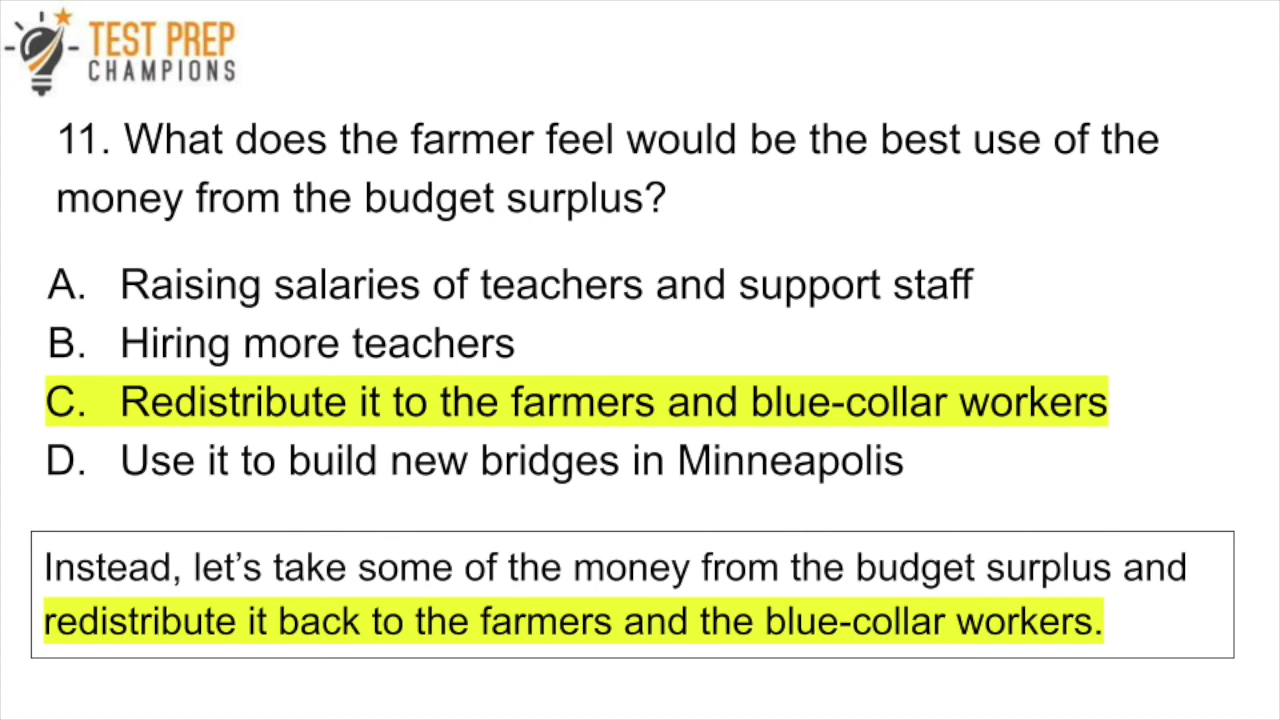 TEST PREP
CHAMPIONS
11. What does the farmer feel would be the best use of the
money from the budget surplus?
A. Raising salaries of teachers and support staff
B. Hiring more teachers
C. Redistribute it to the farmers and blue-collar workers
D. Use it to build new bridges in Minneapolis
Instead, let’s take some of the money from the budget surplus and
redistribute it back to the farmers and the blue-collar workers.